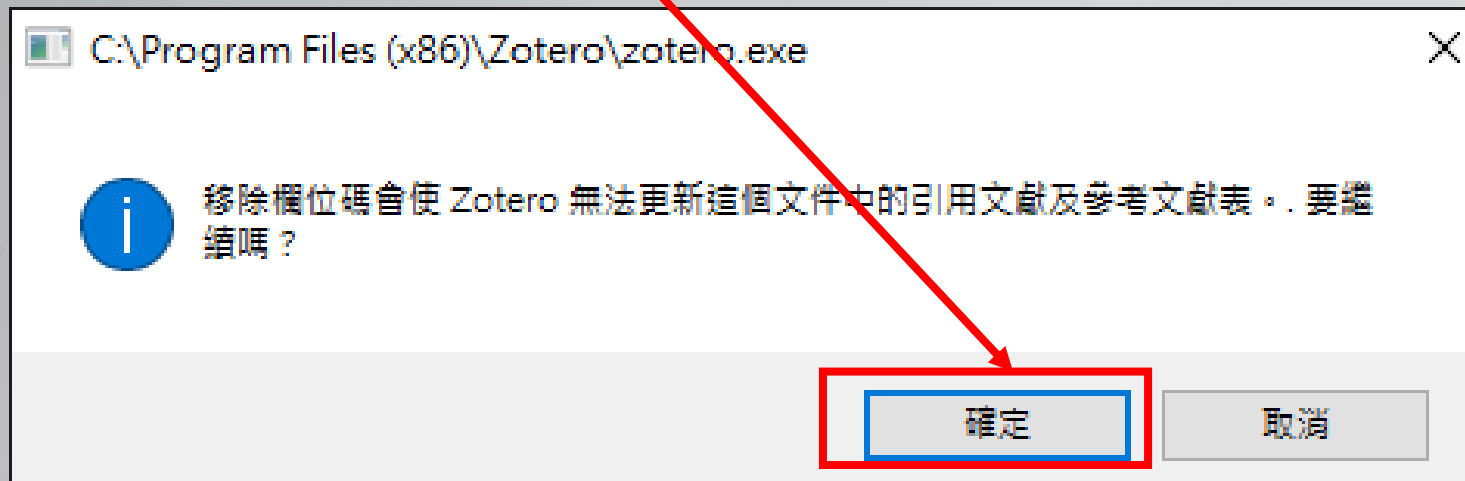 C:\Program Files (x86)\Zotero\zotero.exe
移除欄位碼會使 Zotero 無法更新這個文件中的引用文獻及參考文獻表。. 要繼
續嗎？
確定
取消